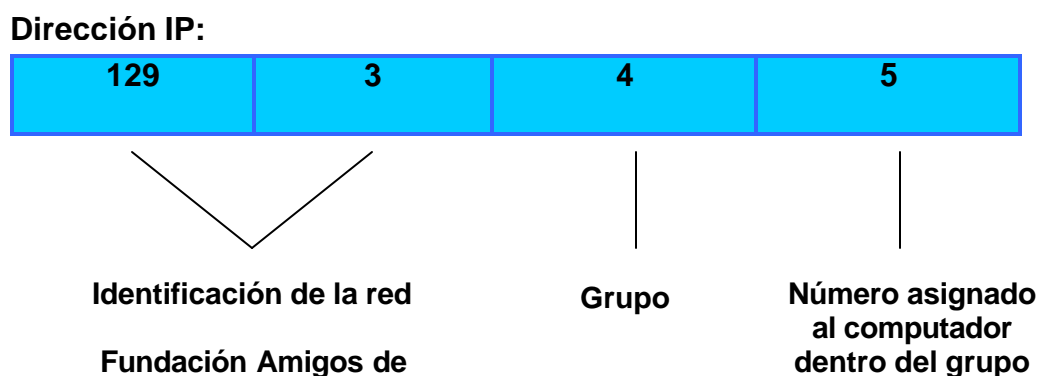 Dirección IP:
129 3 4 5
Identificación de la red
Grupo
Número asignado
al computador
dentro del grupo
Fundación Amigos de